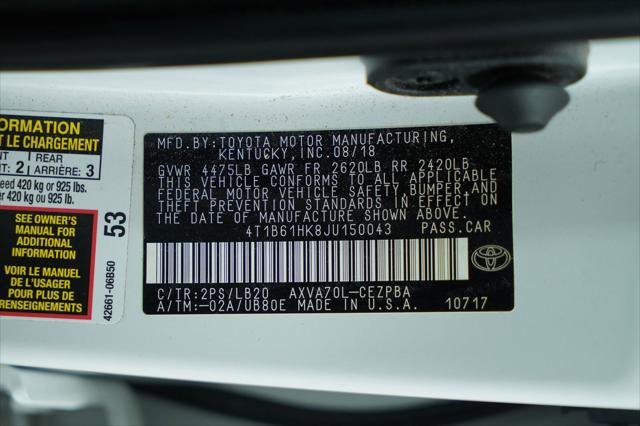 FORMATION
ET LE CHARGEMENT
NT 2 | REAR ARRIÈRE: 3
eed 420 kg or 925 lbs.
r 420 kg ou 925 lb.
SEE OWNER'S
MANUAL FOR
ADDITIONAL
INFORMATION
VOIR LE MANUEL
DE L'USAGER
POUR PLUS DE
RENSEIGNEMENTS
53
42661-06B50
MFD.BY:TOYOTA MOTOR MANUFACTURING,
KENTUCKY,INC.08/18
GVWR 4475LB GAWR FR 2620LB RR 2420LB
THIS VEHICLE CONFORMS TO ALL APPLICABLE
FEDERAL MOTOR VEHICLE SAFETY,BUMPER,AND
THEFT PREVENTION STANDARDS IN EFFECT ON
THE DATE OF MANUFACTURE SHOWN ABOVE.
4T1B61HK8JU150043 PASS.CAR
C/TR:2PS/LB20 AXVA70L-CEZPBA
A/TM:-02A/UB80E MADE IN U.S.A. 10717